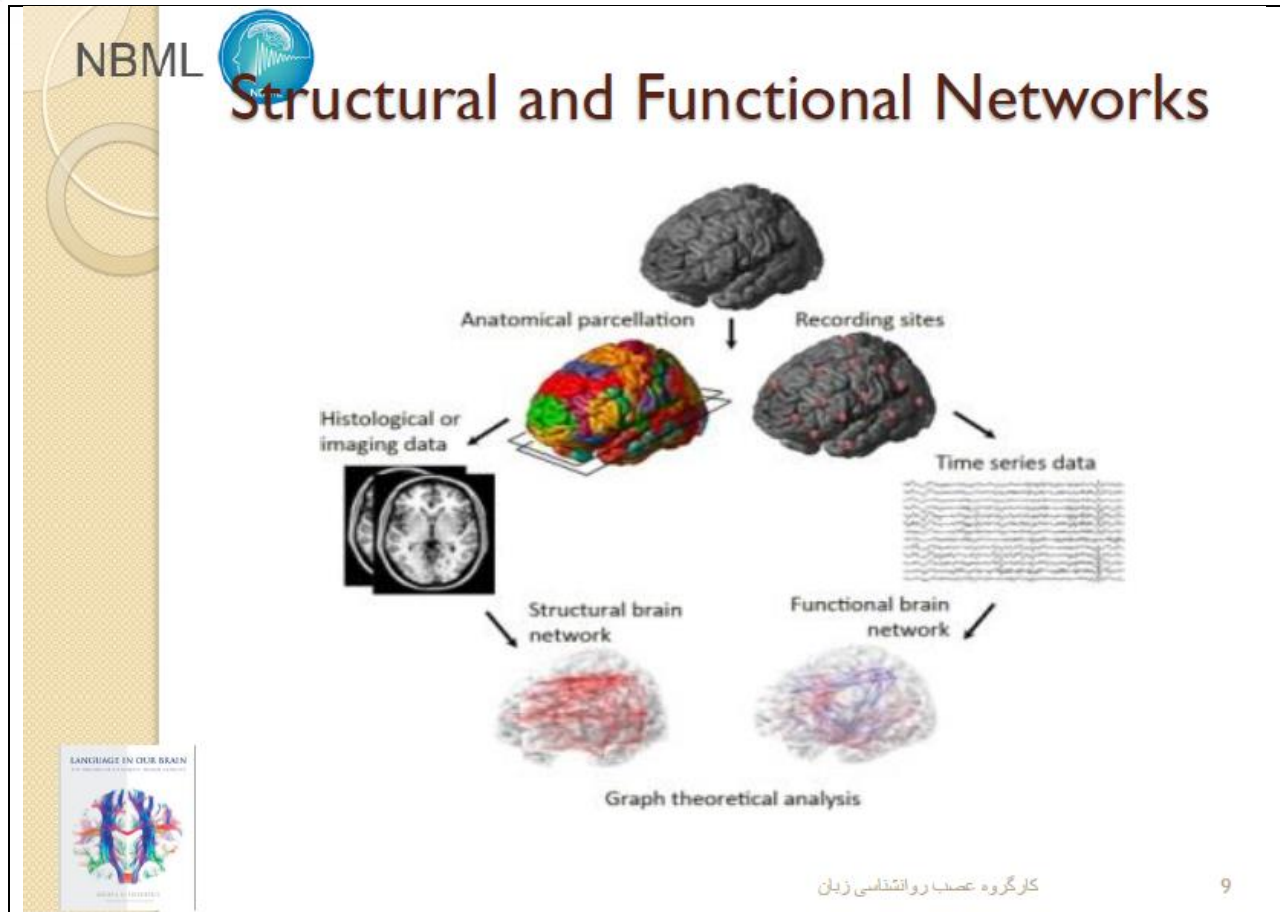 NBML
Structural and Functional Networks
Anatomical parcellation
Recording sites
Histological or
imaging data
Time series data
Structural brain
network
Functional brain
network
Graph theoretical analysis
LANGUAGE IN OUR BRAIN
کارگروه عصب روانشناسی زبان
9